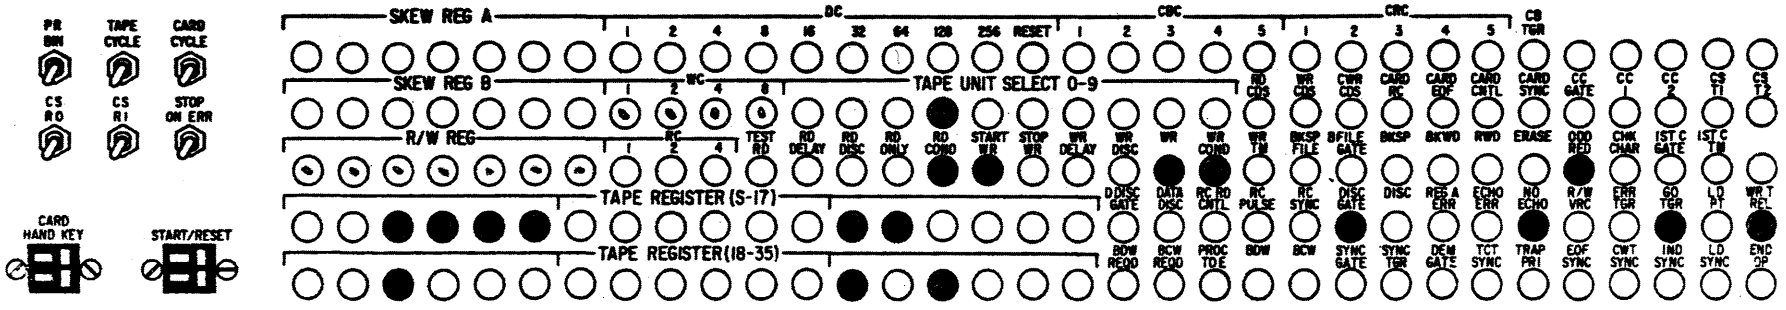 PR BIN TAPE CYCLE CARD CYCLE
SKEW REG A DC CBC CRC CB TGR
1 2 4 8 16 32 64 128 256 RESET 1 2 3 4 5 1 2 3 4 5
CS RD CS RI STOP ON ERR
SKEW REG B WC TAPE UNIT SELECT 0-9 RD CDS WR CDS CWR CDS CARD RC CARD EOF CARD CNTL CARD SYNC CC GATE CC 1 CC 2 CS T1 CS T2
1 2 4 8
R/W REG RC TEST RD RD DELAY RD DISC RD ONLY RD COND START WR STOP WR WR DELAY WR DISC WR WR COND WR TM BKSP FILE BFILE GATE BKSP BKWD RWD ERASE ODD RED CHK CHAR 1ST C GATE 1ST C TM
1 2 4
TAPE REGISTER (S-17) D DISC GATE DATA DISC RC RD CNTL RC PULSE RC SYNC DISC GATE DISC REG A ERR ECHO ERR NO ECHO R/W VRC ERR TGR GO TGR LD PT WR T REL
CARD HAND KEY START/RESET
TAPE REGISTER (18-35) BDW REQD BCW REQD PROC TO E BDW BCW SYNC GATE SYNC TGR DEM GATE TCT SYNC TRAP PRI EOF SYNC CWT SYNC IND SYNC LD SYNC END OP